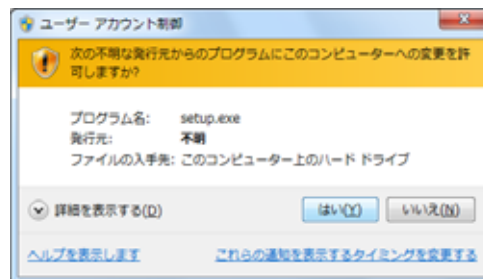 ユーザー アカウント制御
次の不明な発行元からのプログラムにこのコンピューターへの変更を許
可しますか?
プログラム名: setup.exe
発行元: 不明
ファイルの入手先: このコンピューター上のハード ドライブ
詳細を表示する(D) はい(Y) いいえ(N)
ヘルプを表示します これらの通知を表示するタイミングを変更する